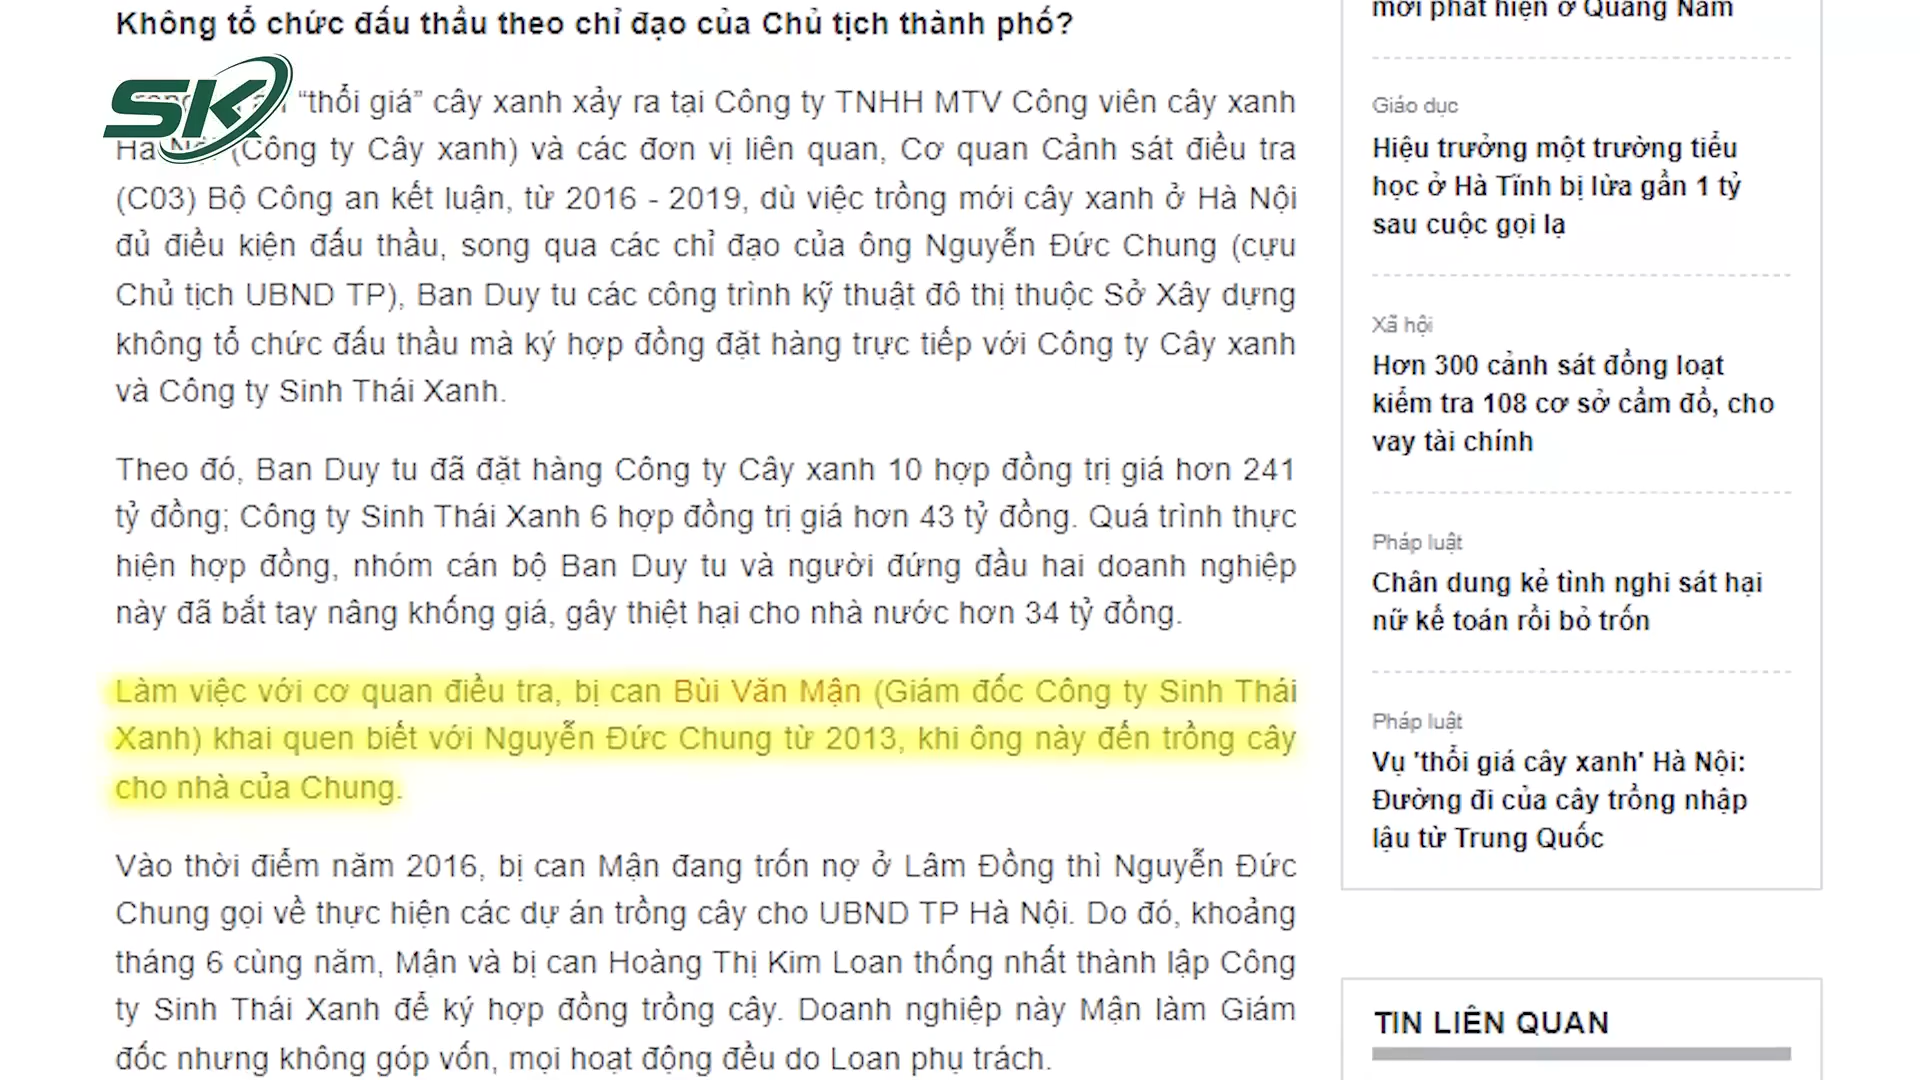 Không tổ chức đấu thầu theo chỉ đạo của Chủ tịch thành phố?
SK
“thổi giá” cây xanh xảy ra tại Công ty TNHH MTV Công viên cây xanh
Hà Nội (Công ty Cây xanh) và các đơn vị liên quan, Cơ quan Cảnh sát điều tra
(C03) Bộ Công an kết luận, từ 2016 - 2019, dù việc trồng mới cây xanh ở Hà Nội
đủ điều kiện đấu thầu, song qua các chỉ đạo của ông Nguyễn Đức Chung (cựu
Chủ tịch UBND TP), Ban Duy tu các công trình kỹ thuật đô thị thuộc Sở Xây dựng
không tổ chức đấu thầu mà ký hợp đồng đặt hàng trực tiếp với Công ty Cây xanh
và Công ty Sinh Thái Xanh.
Theo đó, Ban Duy tu đã đặt hàng Công ty Cây xanh 10 hợp đồng trị giá hơn 241
tỷ đồng; Công ty Sinh Thái Xanh 6 hợp đồng trị giá hơn 43 tỷ đồng. Quá trình thực
hiện hợp đồng, nhóm cán bộ Ban Duy tu và người đứng đầu hai doanh nghiệp
này đã bắt tay nâng khống giá, gây thiệt hại cho nhà nước hơn 34 tỷ đồng.
Làm việc với cơ quan điều tra, bị can Bùi Văn Mận (Giám đốc Công ty Sinh Thái
Xanh) khai quen biết với Nguyễn Đức Chung từ 2013, khi ông này đến trồng cây
cho nhà của Chung.
Vào thời điểm năm 2016, bị can Mận đang trốn nợ ở Lâm Đồng thì Nguyễn Đức
Chung gọi về thực hiện các dự án trồng cây cho UBND TP Hà Nội. Do đó, khoảng
tháng 6 cùng năm, Mận và bị can Hoàng Thị Kim Loan thống nhất thành lập Công
ty Sinh Thái Xanh để ký hợp đồng trồng cây. Doanh nghiệp này Mận làm Giám
đốc nhưng không góp vốn, mọi hoạt động đều do Loan phụ trách.
mới phát hiện ở Quảng Nam
Giáo dục
Hiệu trưởng một trường tiểu
học ở Hà Tĩnh bị lừa gần 1 tỷ
sau cuộc gọi lạ
Xã hội
Hơn 300 cảnh sát đồng loạt
kiểm tra 108 cơ sở cầm đồ, cho
vay tài chính
Pháp luật
Chân dung kẻ tình nghi sát hại
nữ kế toán rồi bỏ trốn
Pháp luật
Vụ 'thổi giá cây xanh' Hà Nội:
Đường đi của cây trồng nhập
lậu từ Trung Quốc
TIN LIÊN QUAN